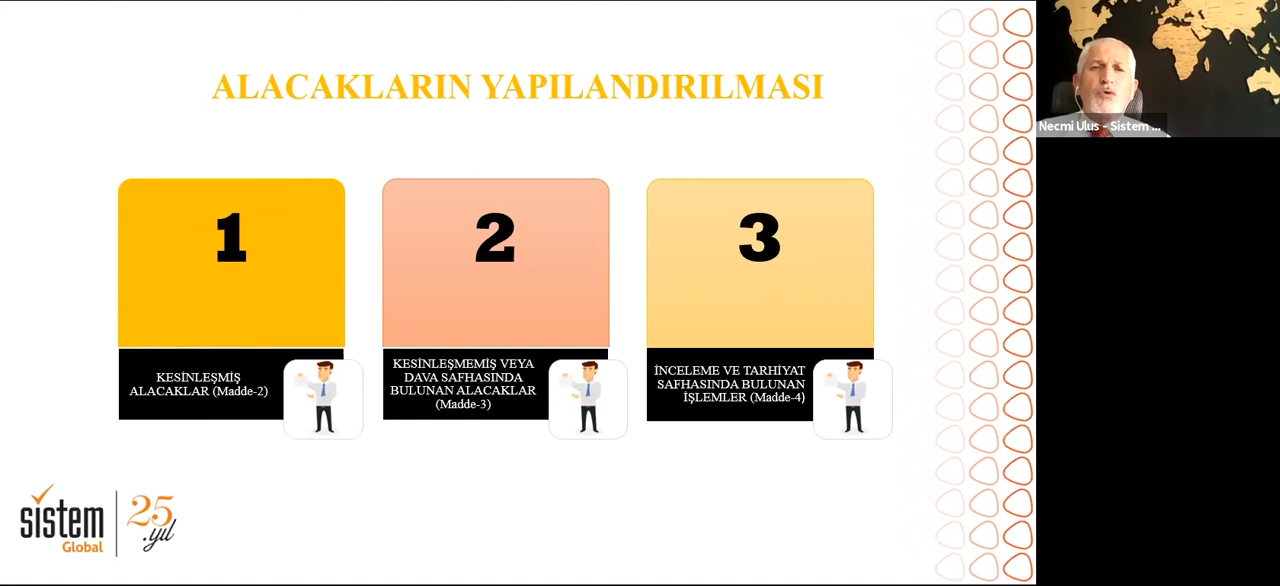 ALACAKLARIN YAPILANDIRILMASI
1
2
3
KESİNLEŞMİŞ
ALACAKLAR (Madde-2)
KESİNLEŞMEMİŞ VEYA
DAVA SAFHASINDA
BULUNAN ALACAKLAR
(Madde-3)
İNCELEME VE TARHİYAT
SAFHASINDA BULUNAN
İŞLEMLER (Madde-4)
sistem
Global
25
.yıl
Necmi Ulus - Sistem ...